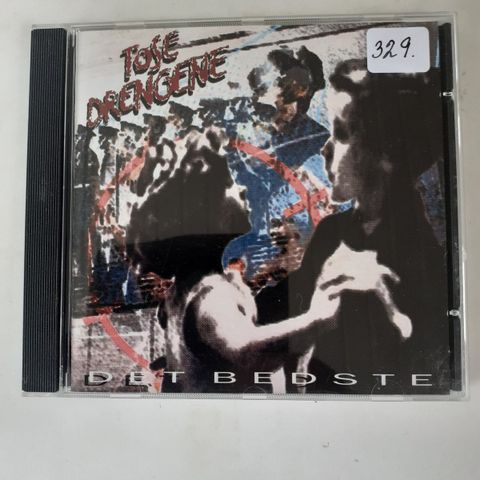 TøSE
DRENGENE
329.
DET BEDSTE